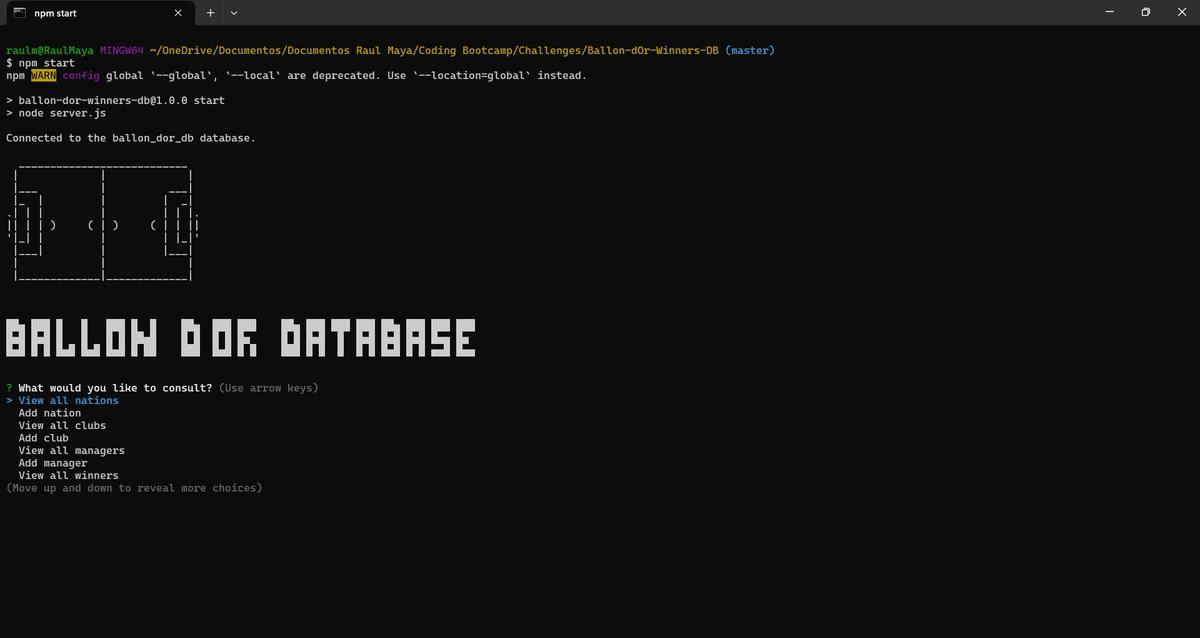 npm start
raulm@RaulMaya MINGW64 ~/OneDrive/Documentos/Documentos Raul Maya/Coding Bootcamp/Challenges/Ballon-dOr-Winners-DB (master)
$ npm start
npm WARN config global `--global`, `--local` are deprecated. Use `--location=global` instead.
> ballon-dor-winners-db@1.0.0 start
> node server.js
Connected to the ballon_dor_db database.
BALLON D OR DATABASE
? What would you like to consult? (Use arrow keys)
> View all nations
Add nation
View all clubs
Add club
View all managers
Add manager
View all winners
(Move up and down to reveal more choices)